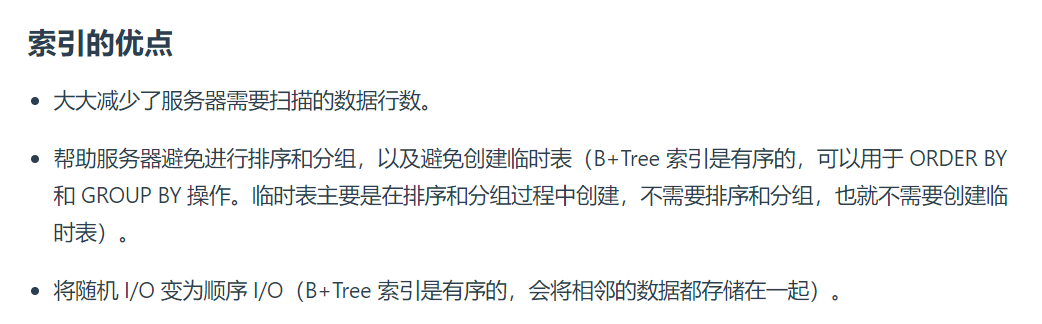 索引的优点
大大减少了服务器需要扫描的数据行数。
帮助服务器避免进行排序和分组，以及避免创建临时表（B+Tree 索引是有序的，可以用于 ORDER BY
和 GROUP BY 操作。临时表主要是在排序和分组过程中创建，不需要排序和分组，也就不需要创建临
时表）。
将随机 I/O 变为顺序 I/O（B+Tree 索引是有序的，会将相邻的数据都存储在一起）。